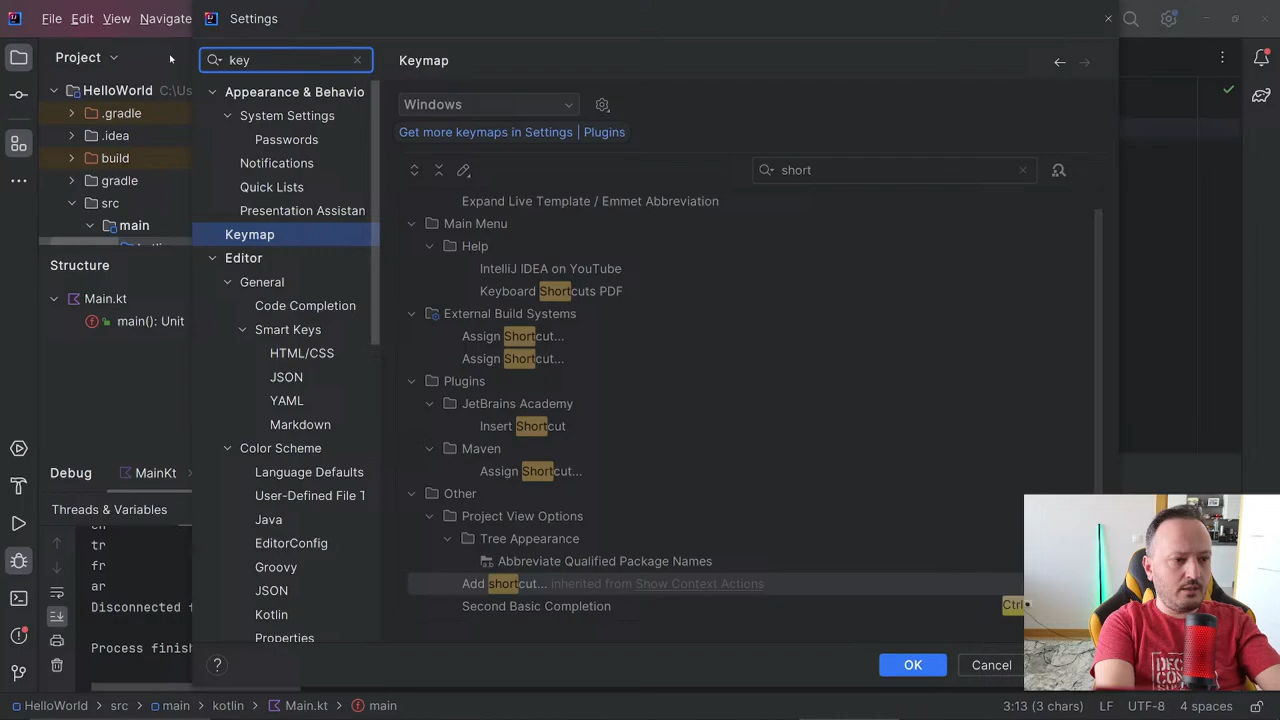 File Edit View Navigate
Settings
Project
HelloWorld C:\Us
.gradle
.idea
build
gradle
src
main
Structure
Main.kt
main(): Unit
Debug
MainKt
Threads & Variables
tr
fr
ar
Disconnected f
Process finish
key
Appearance & Behavio
System Settings
Passwords
Notifications
Quick Lists
Presentation Assistan
Keymap
Editor
General
Code Completion
Smart Keys
HTML/CSS
JSON
YAML
Markdown
Color Scheme
Language Defaults
User-Defined File T
Java
EditorConfig
Groovy
JSON
Kotlin
Properties
Keymap
Windows
Get more keymaps in Settings | Plugins
short
Expand Live Template / Emmet Abbreviation
Main Menu
Help
IntelliJ IDEA on YouTube
Keyboard Shortcuts PDF
External Build Systems
Assign Shortcut...
Assign Shortcut...
Plugins
JetBrains Academy
Insert Shortcut
Maven
Assign Shortcut...
Other
Project View Options
Tree Appearance
Abbreviate Qualified Package Names
Add shortcut... inherited from Show Context Actions
Second Basic Completion
Ctrl
? OK Cancel
HelloWorld > src > main > kotlin > Main.kt > main
3:13 (3 chars) LF UTF-8 4 spaces